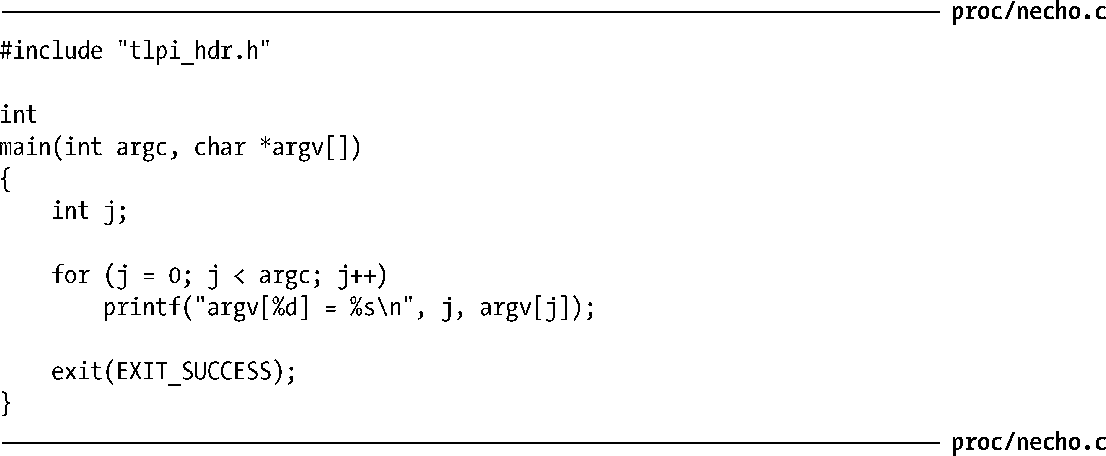 proc/necho.c
#include "tlpi_hdr.h"

int
main(int argc, char *argv[])
{
    int j;

    for (j = 0; j < argc; j++)
        printf("argv[%d] = %s\n", j, argv[j]);

    exit(EXIT_SUCCESS);
}
proc/necho.c